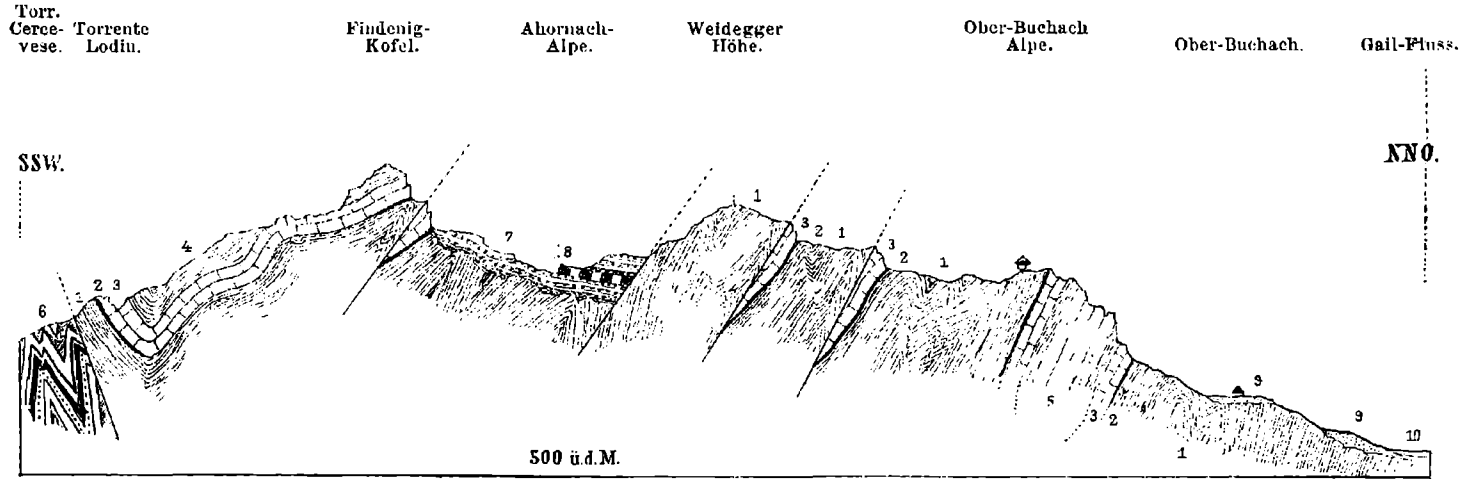 Torr.
Cerce-
vese.
Torrente
Lodin.
Findenig-
Kofel.
Ahornach-
Alpe.
Weidegger
Höhe.
Ober-Buchach
Alpe.
Ober-Buchach.
Gail-Fluss.
SSW.
NNO.
6
1
2
3
4
7
8
1
3
2
1
3
2
1
5
3
2
1
9
9
10
500 ü.d.M.